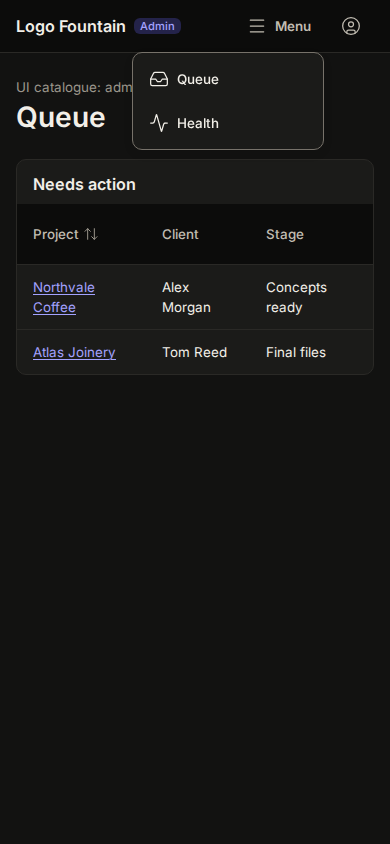 Logo Fountain Admin Menu
Queue
Health
UI catalogue: adm
Queue
Needs action
Project Client Stage
Northvale Coffee Alex Morgan Concepts ready
Atlas Joinery Tom Reed Final files